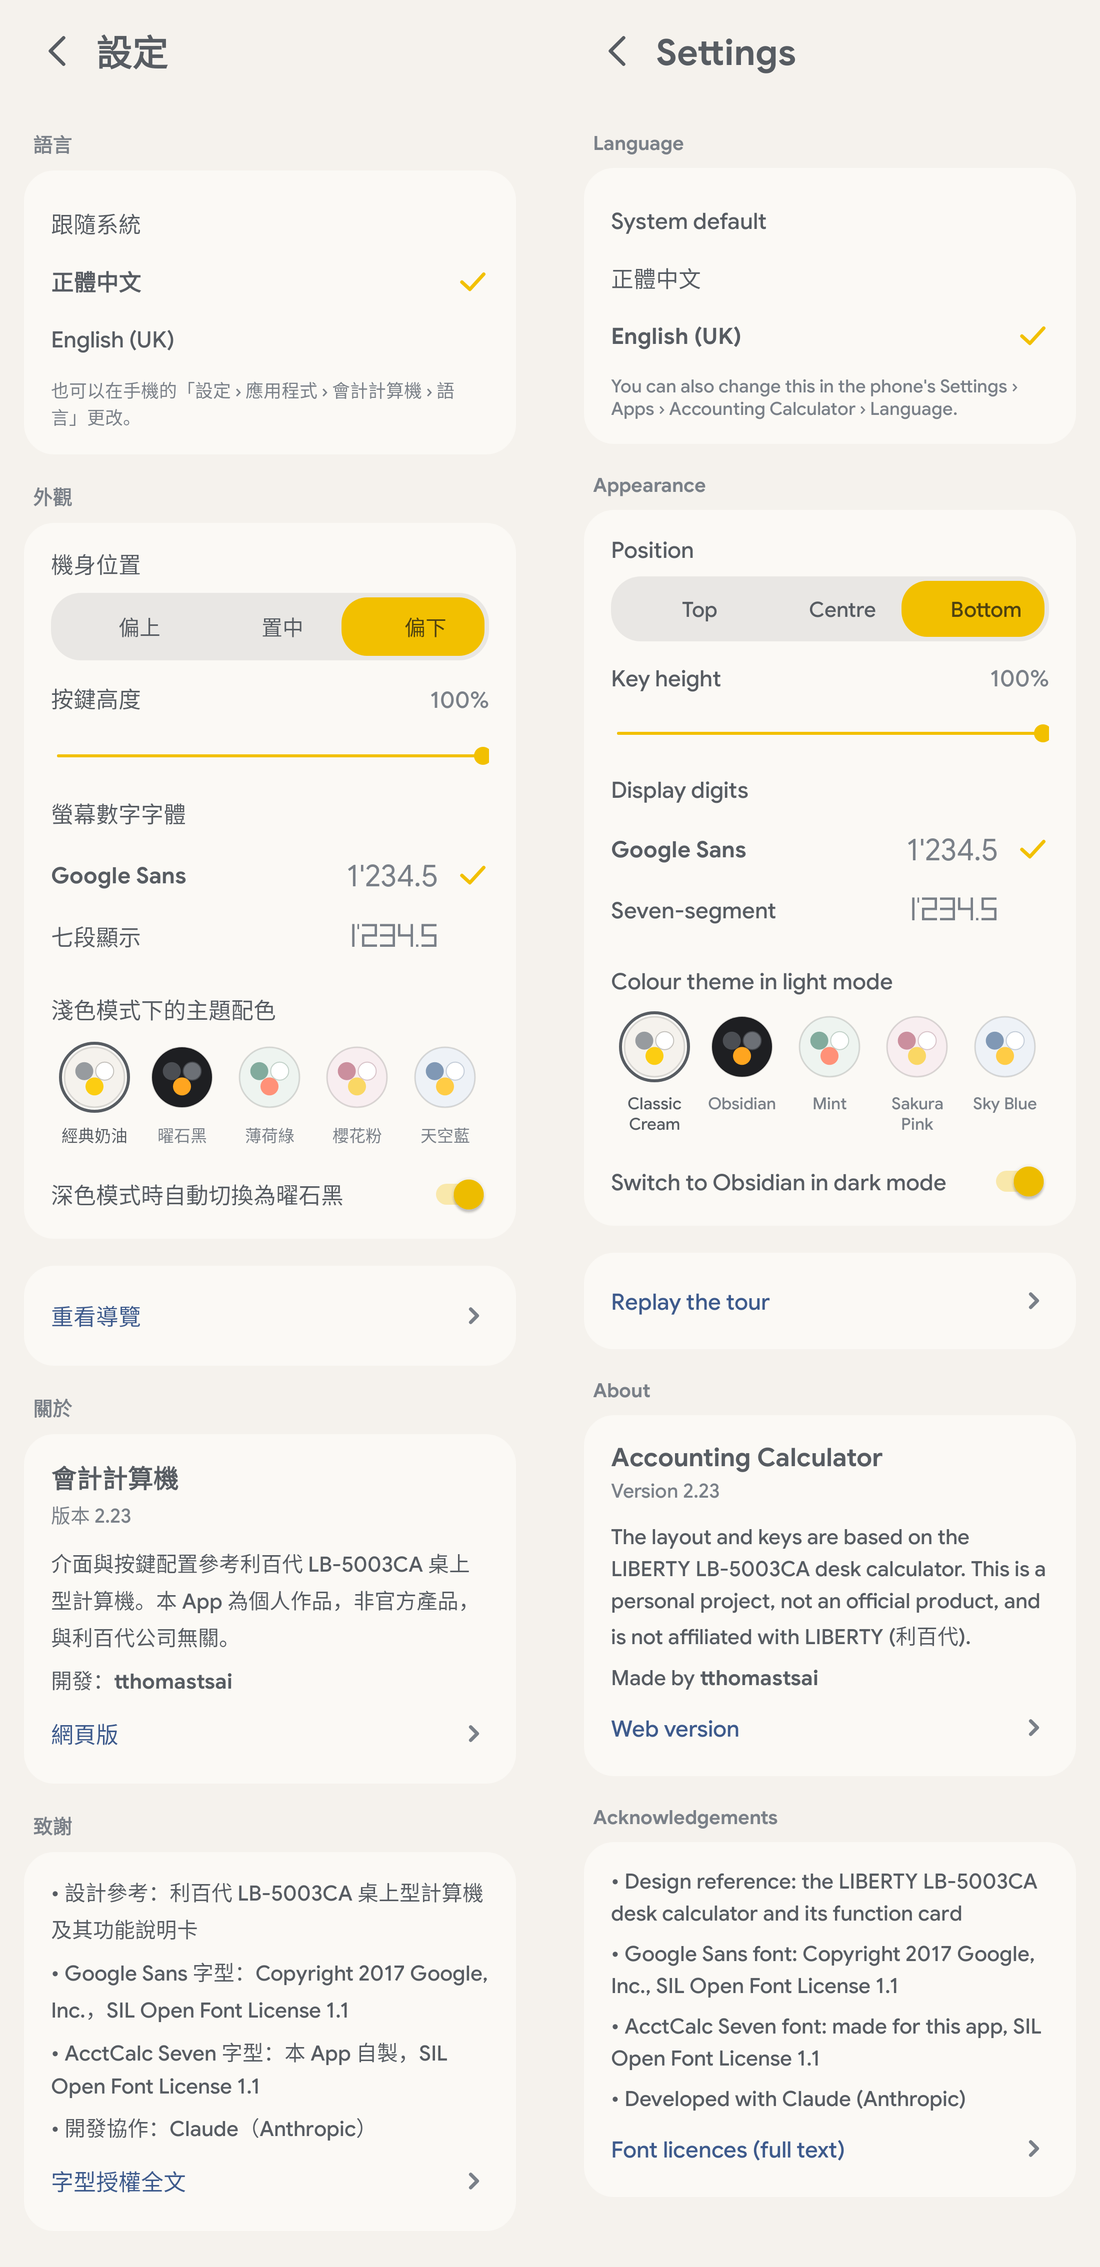 設定
語言
跟隨系統
正體中文
English (UK)
也可以在手機的「設定 › 應用程式 › 會計計算機 › 語
言」更改。
外觀
機身位置
偏上 置中 偏下
按鍵高度 100%
螢幕數字字體
Google Sans 1'234.5
七段顯示 1'234.5
淺色模式下的主題配色
經典奶油 曜石黑 薄荷綠 櫻花粉 天空藍
深色模式時自動切換為曜石黑
重看導覽
關於
會計計算機
版本 2.23
介面與按鍵配置參考利百代 LB-5003CA 桌上
型計算機。本 App 為個人作品，非官方產品，
與利百代公司無關。
開發：tthomastsai
網頁版
致謝
• 設計參考：利百代 LB-5003CA 桌上型計算機
及其功能說明卡
• Google Sans 字型：Copyright 2017 Google,
Inc.，SIL Open Font License 1.1
• AcctCalc Seven 字型：本 App 自製，SIL
Open Font License 1.1
• 開發協作：Claude（Anthropic）
字型授權全文
Settings
Language
System default
正體中文
English (UK)
You can also change this in the phone's Settings ›
Apps › Accounting Calculator › Language.
Appearance
Position
Top Centre Bottom
Key height 100%
Display digits
Google Sans 1'234.5
Seven-segment 1'234.5
Colour theme in light mode
Classic Obsidian Mint Sakura Sky Blue
Cream Pink
Switch to Obsidian in dark mode
Replay the tour
About
Accounting Calculator
Version 2.23
The layout and keys are based on the
LIBERTY LB-5003CA desk calculator. This is a
personal project, not an official product, and
is not affiliated with LIBERTY (利百代).
Made by tthomastsai
Web version
Acknowledgements
• Design reference: the LIBERTY LB-5003CA
desk calculator and its function card
• Google Sans font: Copyright 2017 Google,
Inc., SIL Open Font License 1.1
• AcctCalc Seven font: made for this app, SIL
Open Font License 1.1
• Developed with Claude (Anthropic)
Font licences (full text)